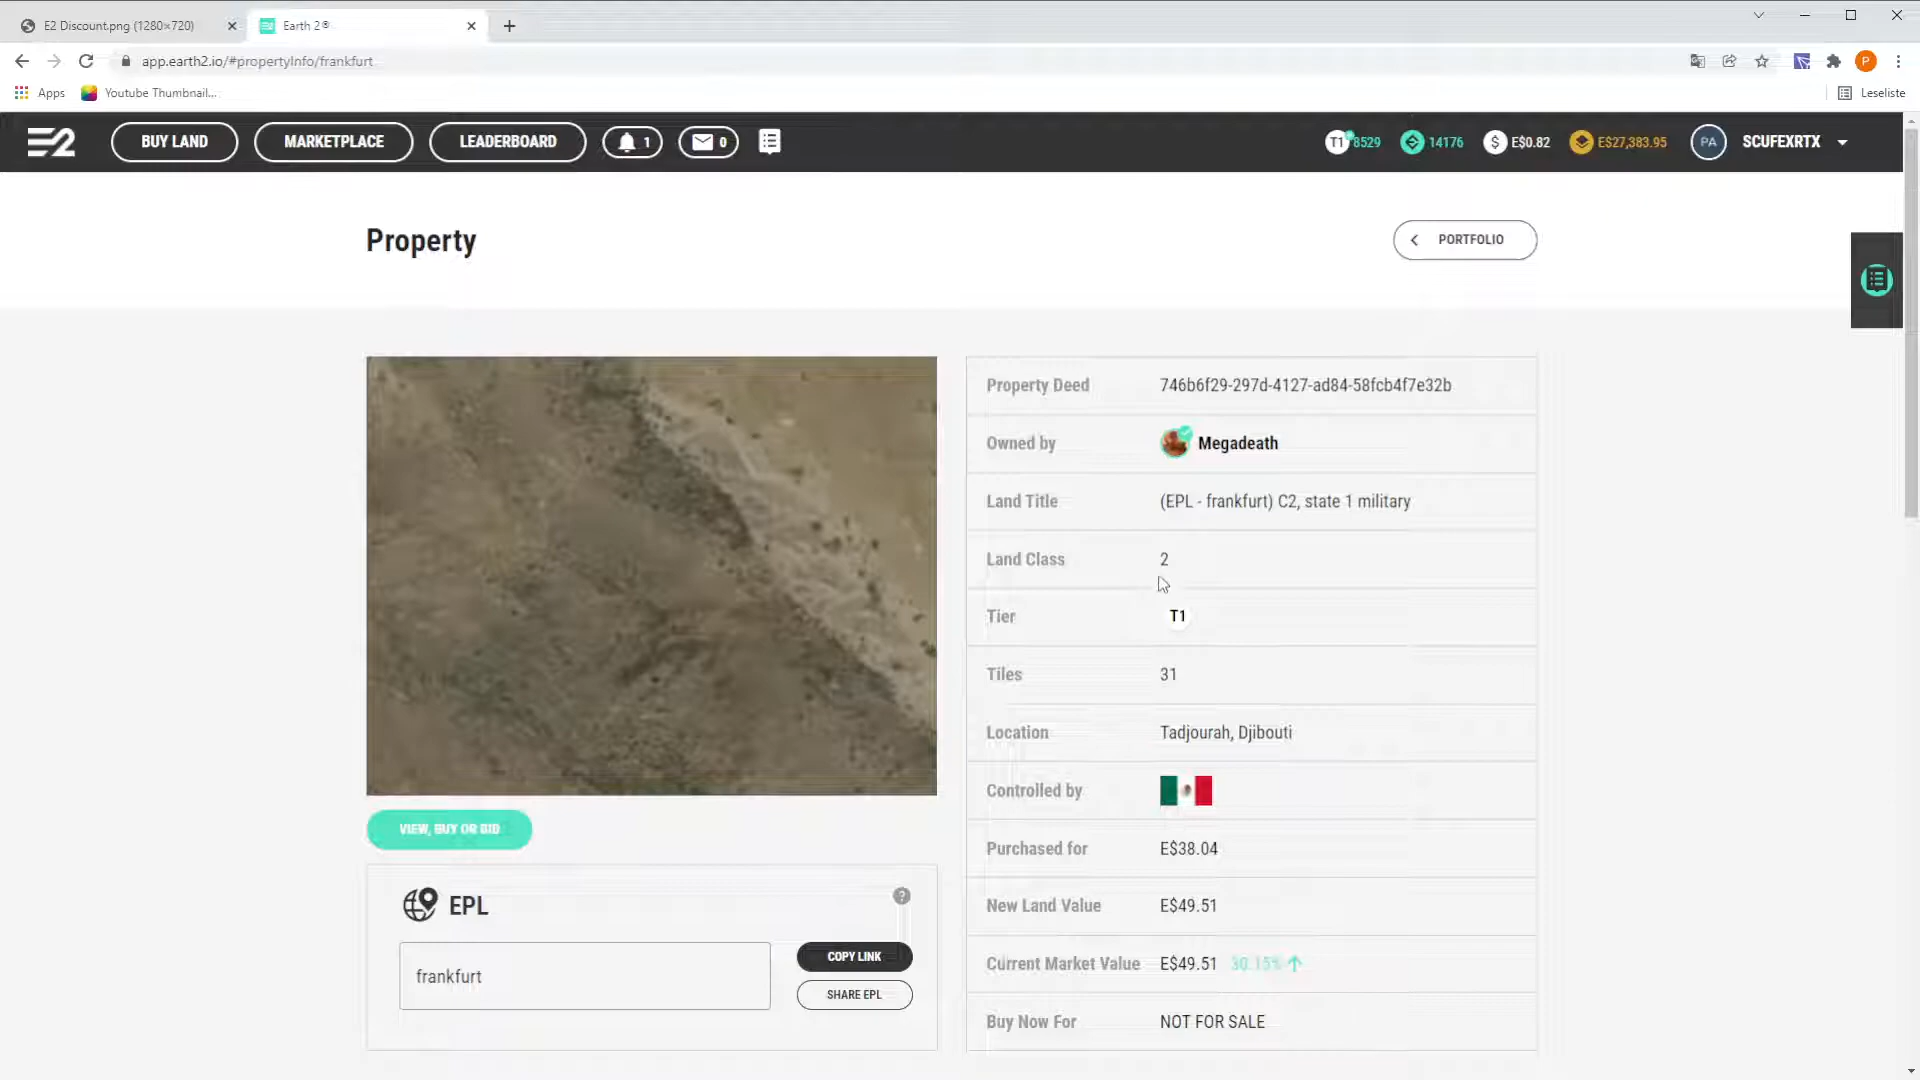 E2 Discount.png (1280×720)
Earth 2®
app.earth2.io/#propertyInfo/frankfurt
P
Apps
Youtube Thumbnail...
Leseliste
E2
BUY LAND
MARKETPLACE
LEADERBOARD
1
0
T1
8529
14176
$
E$0.82
E$27,383.95
PA
SCUFEXRTX
Property
PORTFOLIO
Property Deed
746b6f29-297d-4127-ad84-58fcb4f7e32b
Owned by
Megadeath
Land Title
(EPL - frankfurt) C2, state 1 military
Land Class
2
Tier
T1
Tiles
31
Location
Tadjourah, Djibouti
Controlled by
Purchased for
E$38.04
New Land Value
E$49.51
Current Market Value
E$49.51
30.15%
Buy Now For
NOT FOR SALE
VIEW, BUY OR BID
EPL
?
frankfurt
COPY LINK
SHARE EPL